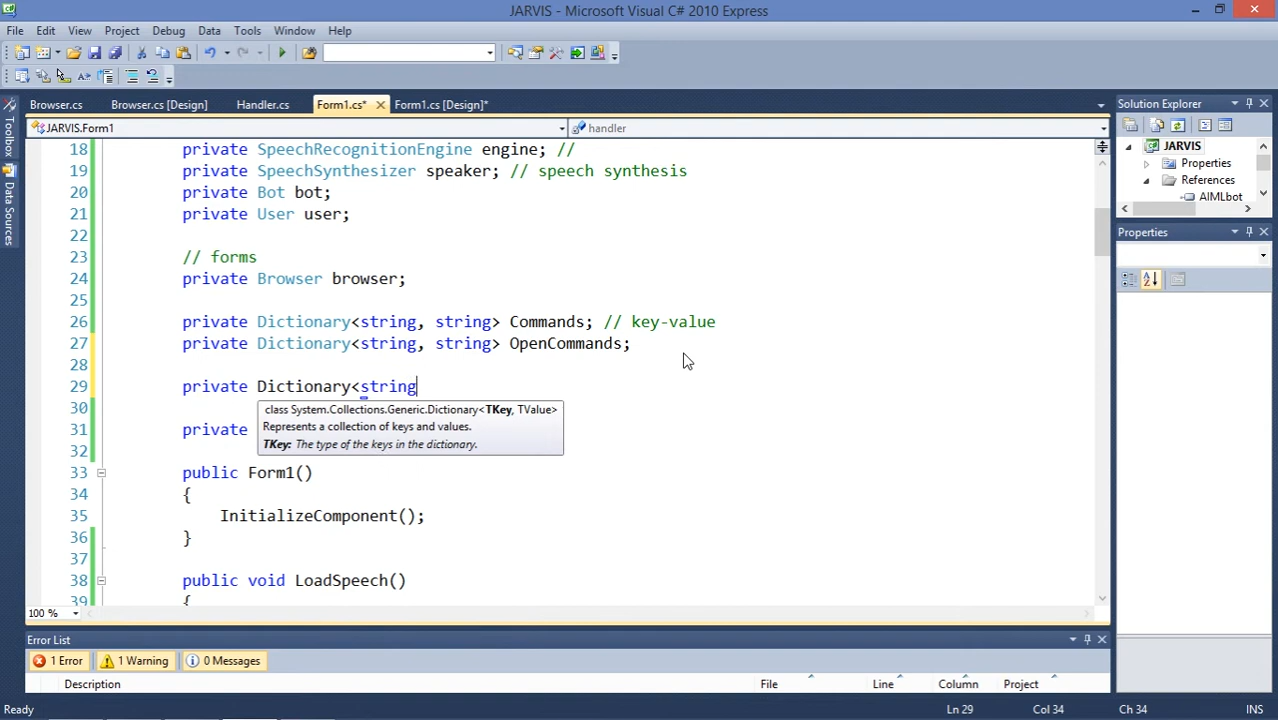 JARVIS - Microsoft Visual C# 2010 Express
File Edit View Project Debug Data Tools Window Help
Browser.cs Browser.cs [Design] Handler.cs Form1.cs* Form1.cs [Design]*
Solution Explorer
JARVIS.Form1 handler
JARVIS
Properties
References
AIMLbot
Toolbox
Data Sources
Properties
18 private SpeechRecognitionEngine engine; //
19 private SpeechSynthesizer speaker; // speech synthesis
20 private Bot bot;
21 private User user;
22
23 // forms
24 private Browser browser;
25
26 private Dictionary<string, string> Commands; // key-value
27 private Dictionary<string, string> OpenCommands;
28
29 private Dictionary<string
class System.Collections.Generic.Dictionary<TKey, TValue>
Represents a collection of keys and values.
TKey: The type of the keys in the dictionary.
30
31 private
32
33 public Form1()
34 {
35 InitializeComponent();
36 }
37
38 public void LoadSpeech()
39 {
100 %
Error List
1 Error 1 Warning 0 Messages
Description File Line Column Project
Ready Ln 29 Col 34 Ch 34 INS